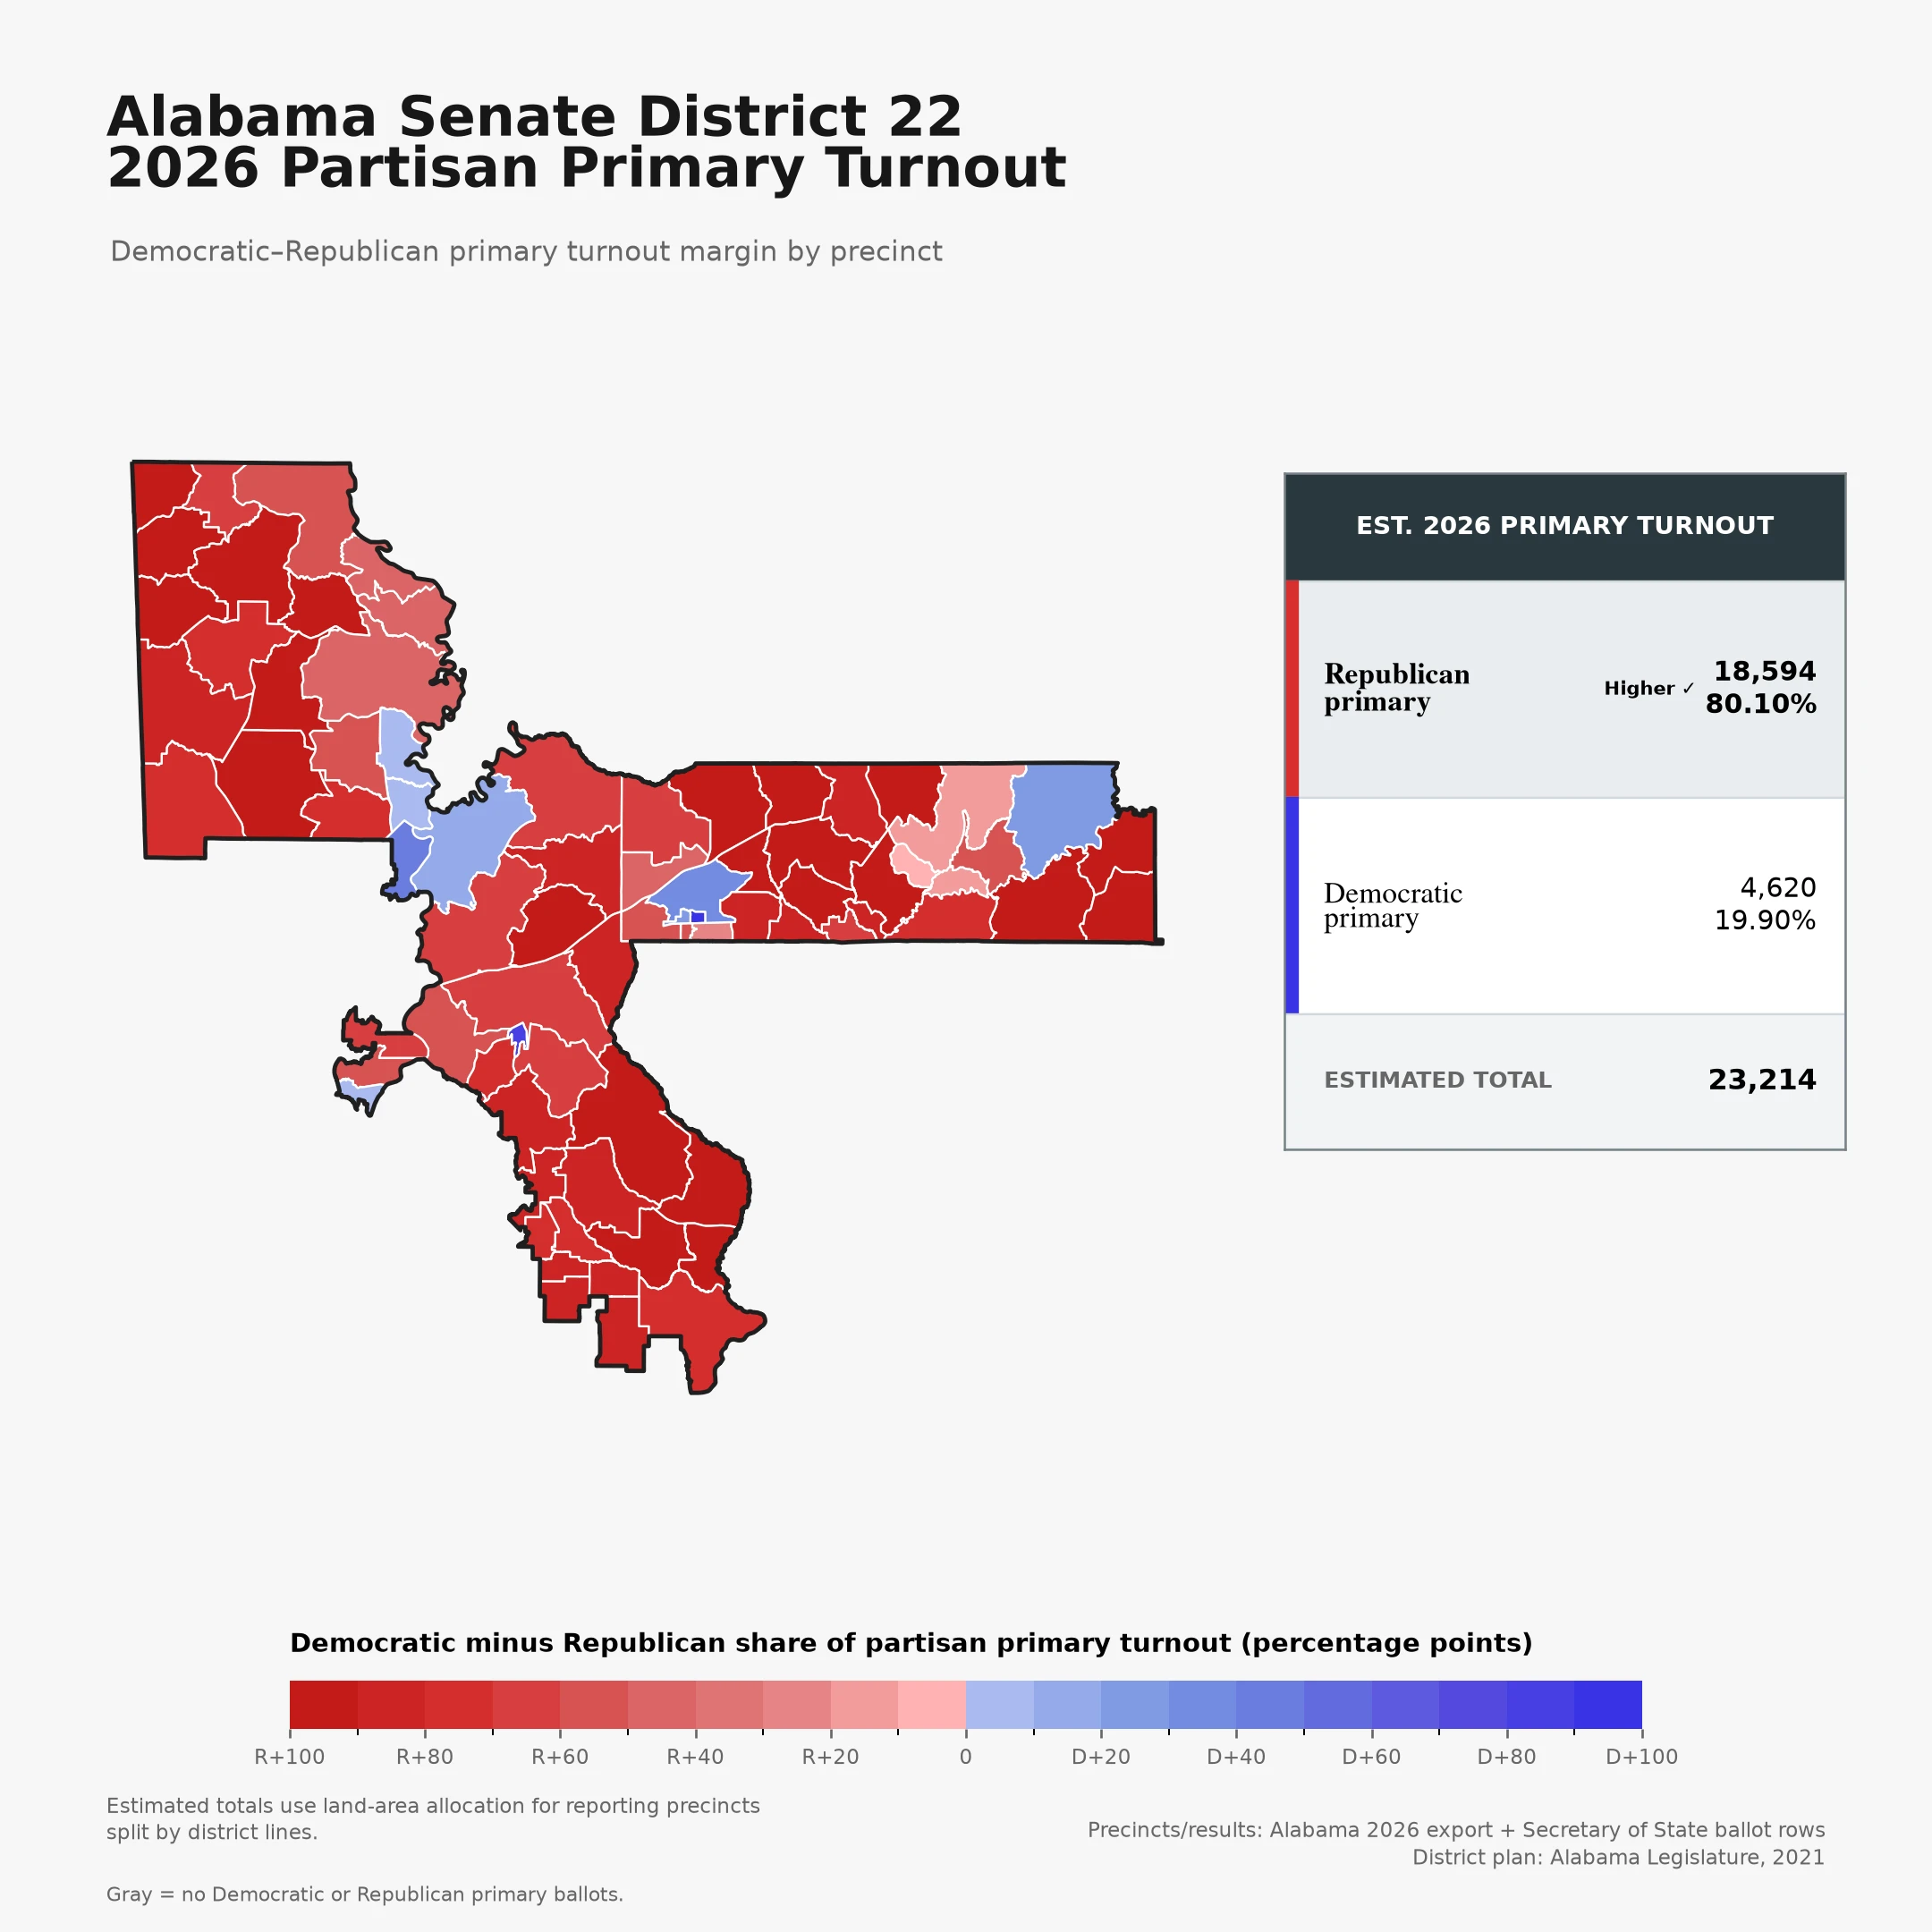 Alabama Senate District 22
2026 Partisan Primary Turnout
Democratic–Republican primary turnout margin by precinct
EST. 2026 PRIMARY TURNOUT
Republican
primary
Higher ✓
18,594
80.10%
Democratic
primary
4,620
19.90%
ESTIMATED TOTAL
23,214
Democratic minus Republican share of partisan primary turnout (percentage points)
R+100 R+80 R+60 R+40 R+20 0 D+20 D+40 D+60 D+80 D+100
Estimated totals use land-area allocation for reporting precincts
split by district lines.
Gray = no Democratic or Republican primary ballots.
Precincts/results: Alabama 2026 export + Secretary of State ballot rows
District plan: Alabama Legislature, 2021